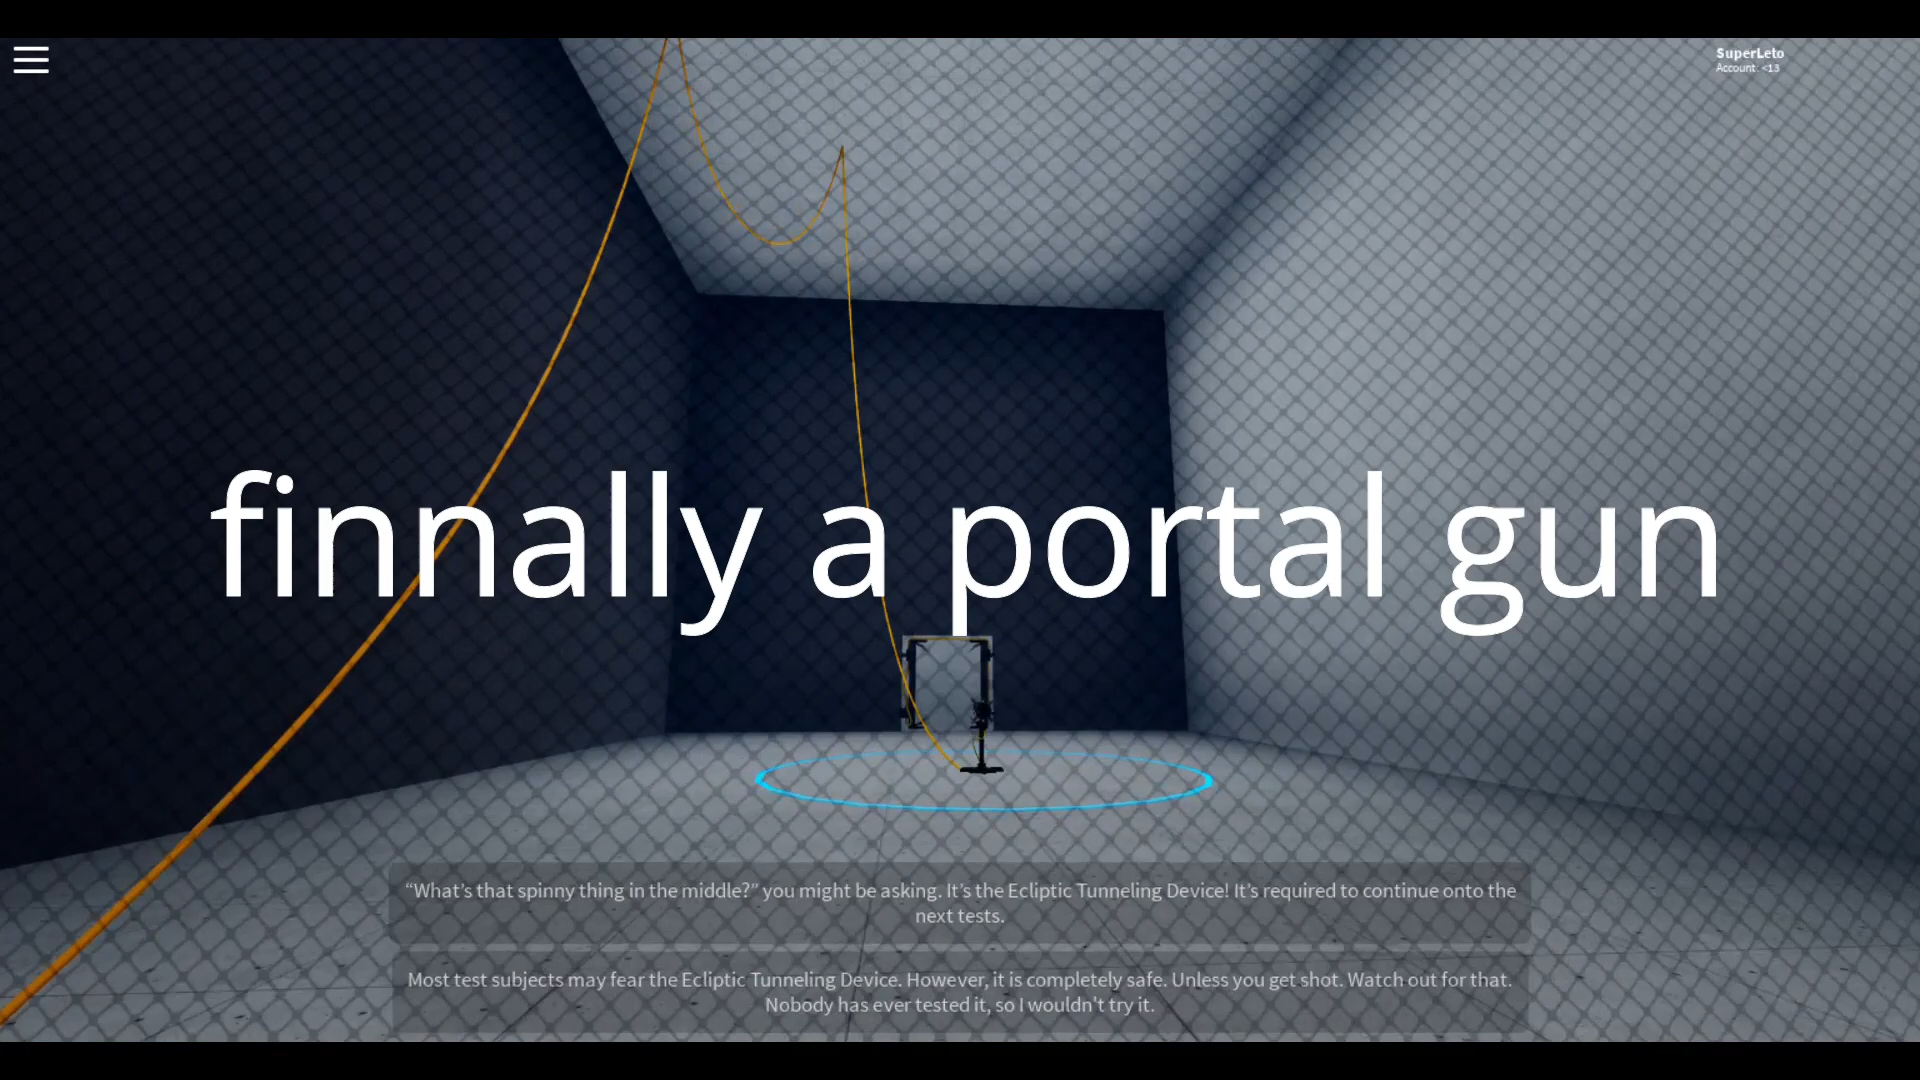 SuperLeto
Account: <13
finnally a portal gun
“What’s that spinny thing in the middle?” you might be asking. It’s the Ecliptic Tunneling Device! It’s required to continue onto the
next tests.
Most test subjects may fear the Ecliptic Tunneling Device. However, it is completely safe. Unless you get shot. Watch out for that.
Nobody has ever tested it, so I wouldn't try it.